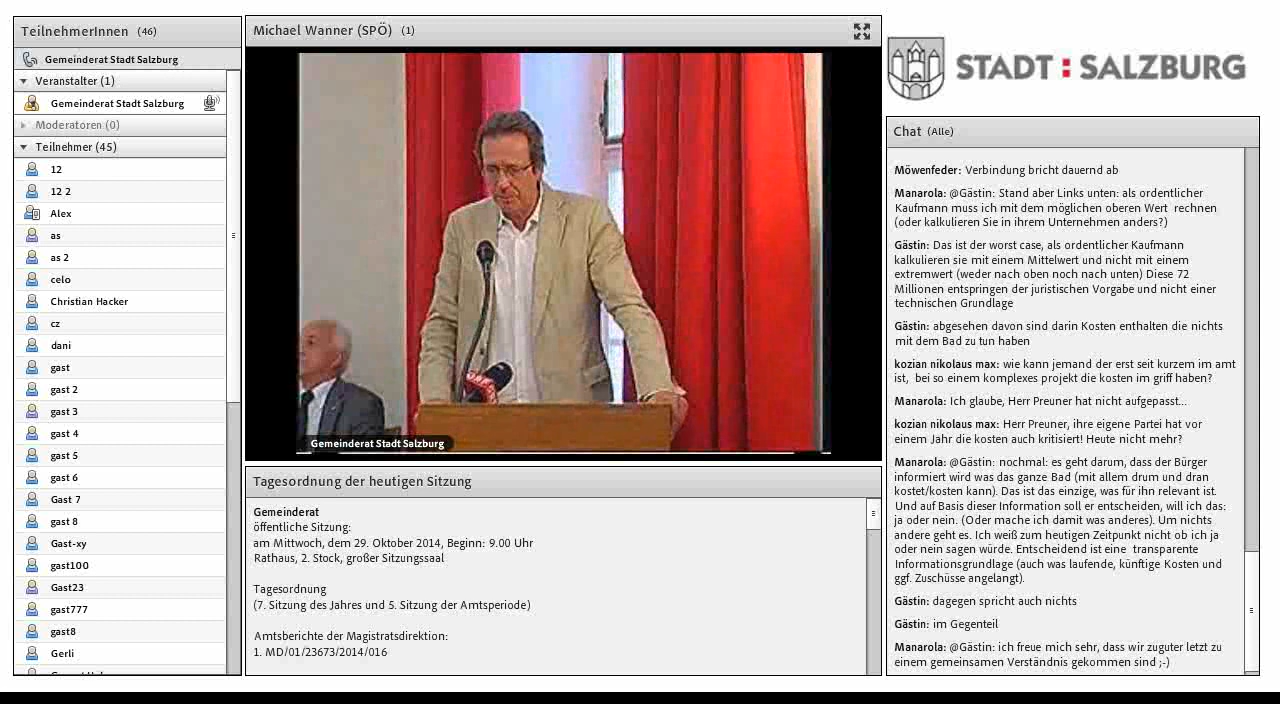 TeilnehmerInnen (46)
Gemeinderat Stadt Salzburg
Veranstalter (1)
Gemeinderat Stadt Salzburg
Moderatoren (0)
Teilnehmer (45)
12
12 2
Alex
as
as 2
celo
Christian Hacker
cz
dani
gast
gast 2
gast 3
gast 4
gast 5
gast 6
Gast 7
gast 8
Gast-xy
gast100
Gast23
gast777
gast8
Gerli
Michael Wanner (SPÖ) (1)
Gemeinderat Stadt Salzburg
Tagesordnung der heutigen Sitzung
Gemeinderat
öffentliche Sitzung:
am Mittwoch, dem 29. Oktober 2014, Beginn: 9.00 Uhr
Rathaus, 2. Stock, großer Sitzungssaal
Tagesordnung
(7. Sitzung des Jahres und 5. Sitzung der Amtsperiode)
Amtsberichte der Magistratsdirektion:
1. MD/01/23673/2014/016
STADT : SALZBURG
Chat (Alle)
Möwenfeder: Verbindung bricht dauernd ab
Manarola: @Gästin: Stand aber Links unten: als ordentlicher
Kaufmann muss ich mit dem möglichen oberen Wert rechnen
(oder kalkulieren Sie in ihrem Unternehmen anders?)
Gästin: Das ist der worst case, als ordentlicher Kaufmann
kalkulieren sie mit einem Mittelwert und nicht mit einem
extremwert (weder nach oben noch nach unten) Diese 72
Millionen entspringen der juristischen Vorgabe und nicht einer
technischen Grundlage
Gästin: abgesehen davon sind darin Kosten enthalten die nichts
mit dem Bad zu tun haben
kozian nikolaus max: wie kann jemand der erst seit kurzem im amt
ist, bei so einem komplexes projekt die kosten im griff haben?
Manarola: Ich glaube, Herr Preuner hat nicht aufgepasst...
kozian nikolaus max: Herr Preuner, ihre eigene Partei hat vor
einem Jahr die kosten auch kritisiert! Heute nicht mehr?
Manarola: @Gästin: nochmal: es geht darum, dass der Bürger
informiert wird was das ganze Bad (mit allem drum und dran
kostet/kosten kann). Das ist das einzige, was für ihn relevant ist.
Und auf Basis dieser Information soll er entscheiden, will ich das:
ja oder nein. (Oder mache ich damit was anderes). Um nichts
andere geht es. Ich weiß zum heutigen Zeitpunkt nicht ob ich ja
oder nein sagen würde. Entscheidend ist eine transparente
Informationsgrundlage (auch was laufende, künftige Kosten und
ggf. Zuschüsse angelangt).
Gästin: dagegen spricht auch nichts
Gästin: im Gegenteil
Manarola: @Gästin: ich freue mich sehr, dass wir zuguter letzt zu
einem gemeinsamen Verständnis gekommen sind ;-)